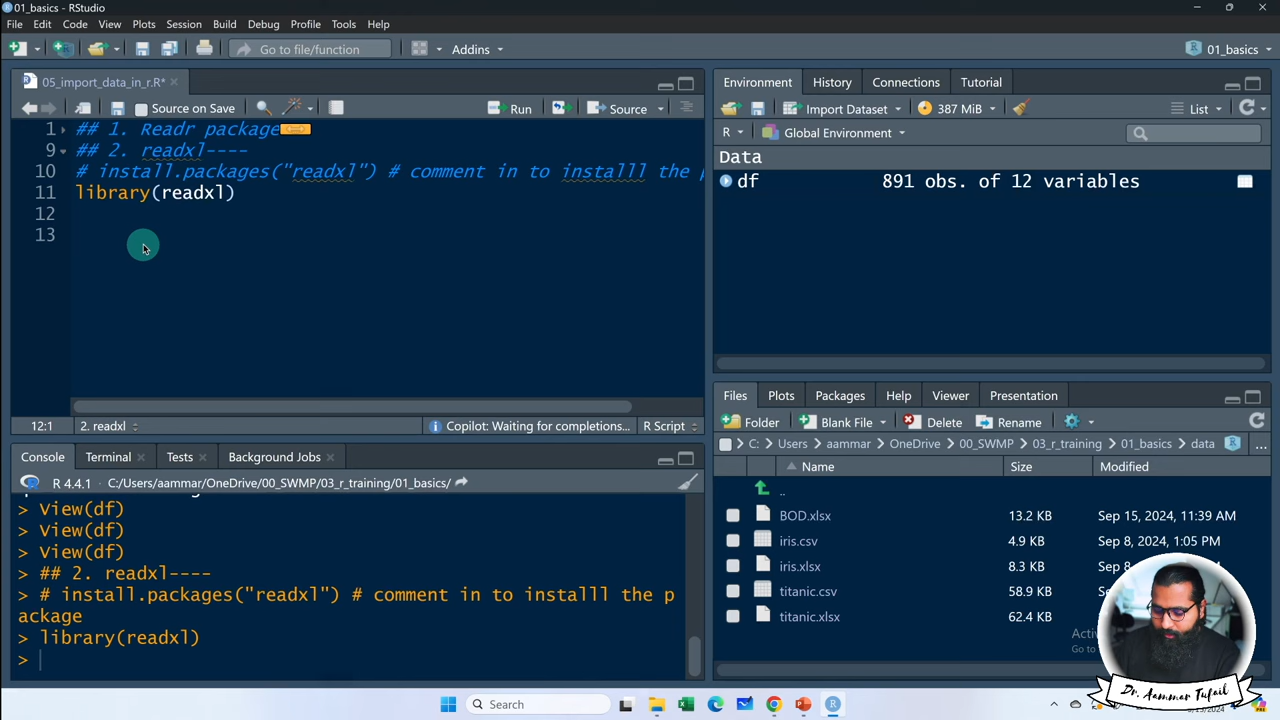 01_basics - RStudio
File Edit Code View Plots Session Build Debug Profile Tools Help
Go to file/function Addins 01_basics
05_import_data_in_r.R*
Source on Save Run Source
1 ## 1. Readr package
9 ## 2. readxl----
10 # install.packages("readxl") # comment in to installl the p
11 library(readxl)
12
13
12:1 2. readxl Copilot: Waiting for completions... R Script
Console Terminal Tests Background Jobs
R 4.4.1 · C:/Users/aammar/OneDrive/00_SWMP/03_r_training/01_basics/
> View(df)
> View(df)
> View(df)
> ## 2. readxl----
> # install.packages("readxl") # comment in to installl the p
ackage
> library(readxl)
>
Environment History Connections Tutorial
Import Dataset 387 MiB List
R Global Environment
Data
df 891 obs. of 12 variables
Files Plots Packages Help Viewer Presentation
Folder Blank File Delete Rename
C: Users aammar OneDrive 00_SWMP 03_r_training 01_basics data ...
Name Size Modified
..
BOD.xlsx 13.2 KB Sep 15, 2024, 11:39 AM
iris.csv 4.9 KB Sep 8, 2024, 1:05 PM
iris.xlsx 8.3 KB Sep 8
titanic.csv 58.9 KB Sep
titanic.xlsx 62.4 KB Sep
Dr. Aammar Tufail
Search